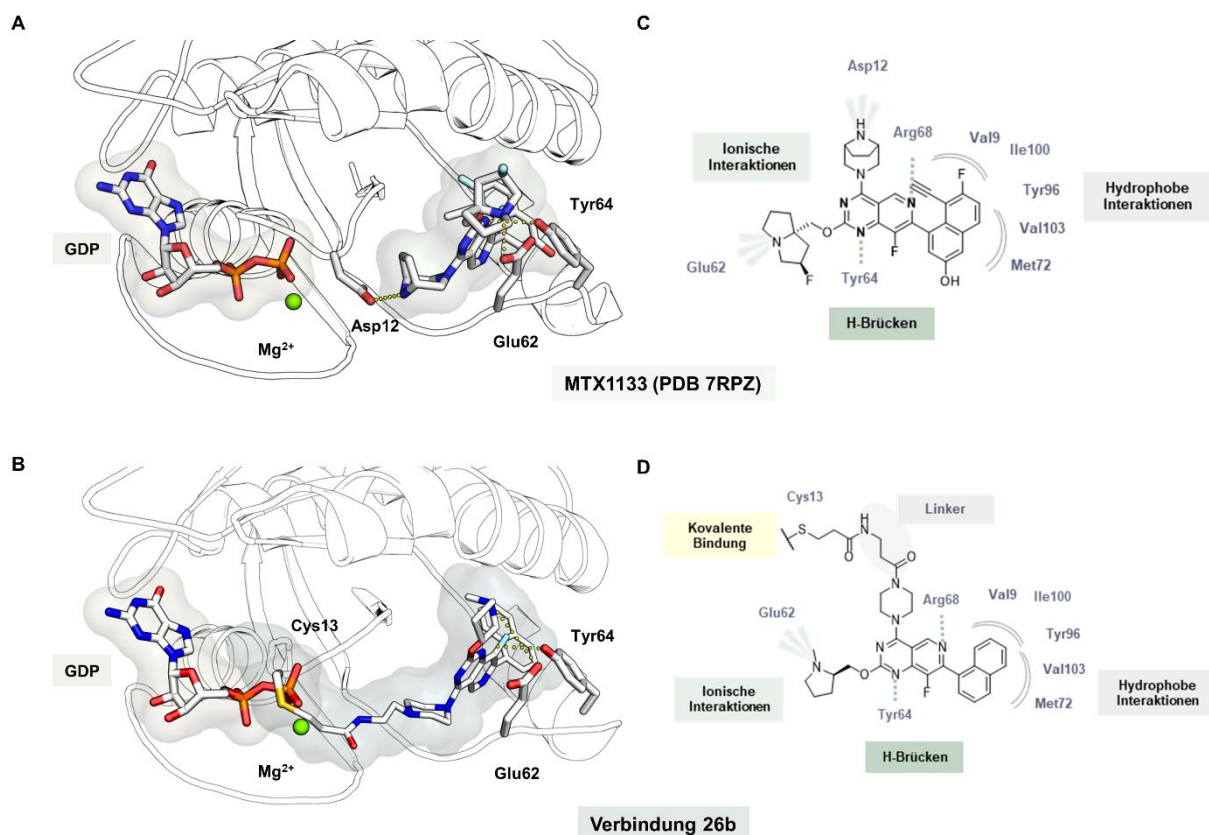 A
GDP
Mg2+
Asp12
Glu62
Tyr64
MTX1133 (PDB 7RPZ)
C
Asp12
H
N
Ionische
Interaktionen
Arg68
Val9
Ile100
Tyr96
Val103
Met72
Hydrophobe
Interaktionen
N
F
N
N
N
O
N
F
F
OH
Glu62
Tyr64
H-Brücken
B
GDP
Cys13
Mg2+
Glu62
Tyr64
Verbindung 26b
D
Cys13
Kovalente
Bindung
S
H
N
O
O
Linker
N
N
Arg68
Val9
Ile100
Tyr96
Val103
Met72
Glu62
N
O
N
N
N
F
Ionische
Interaktionen
Tyr64
Hydrophobe
Interaktionen
H-Brücken